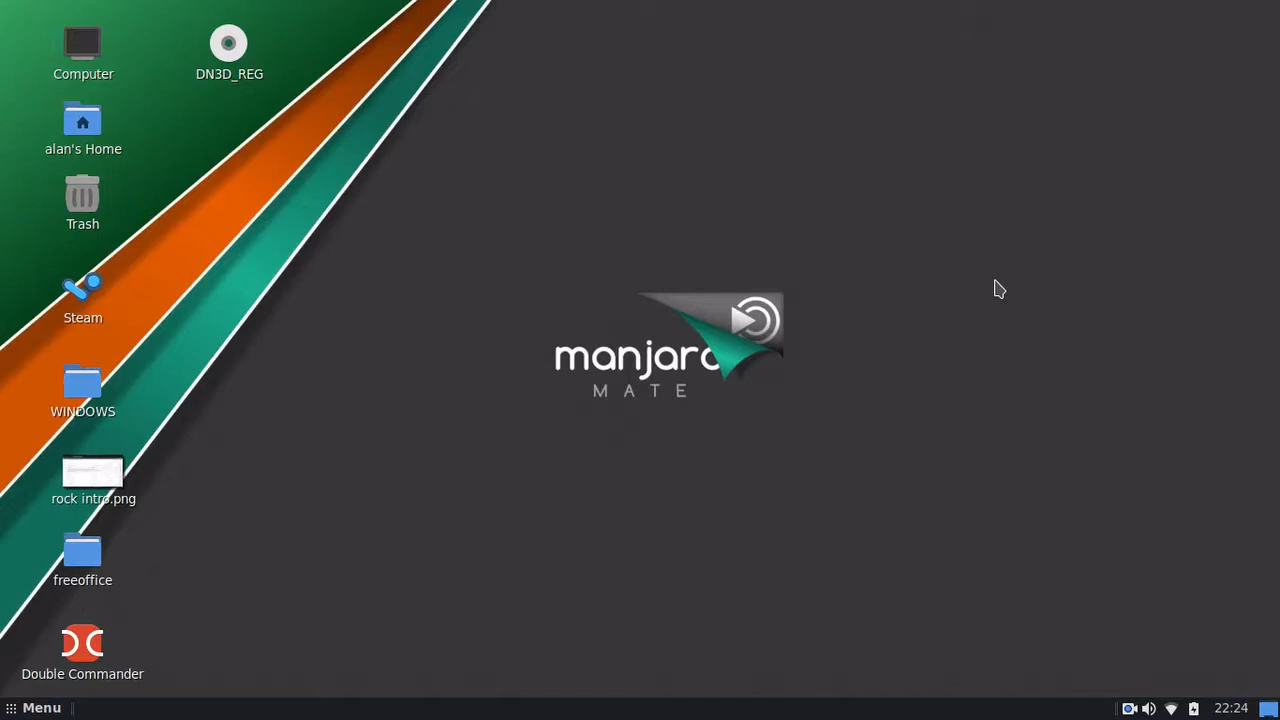 Computer
DN3D_REG
alan's Home
Trash
Steam
WINDOWS
rock intro.png
freeoffice
Double Commander
manjaro
MATE
Menu
22:24